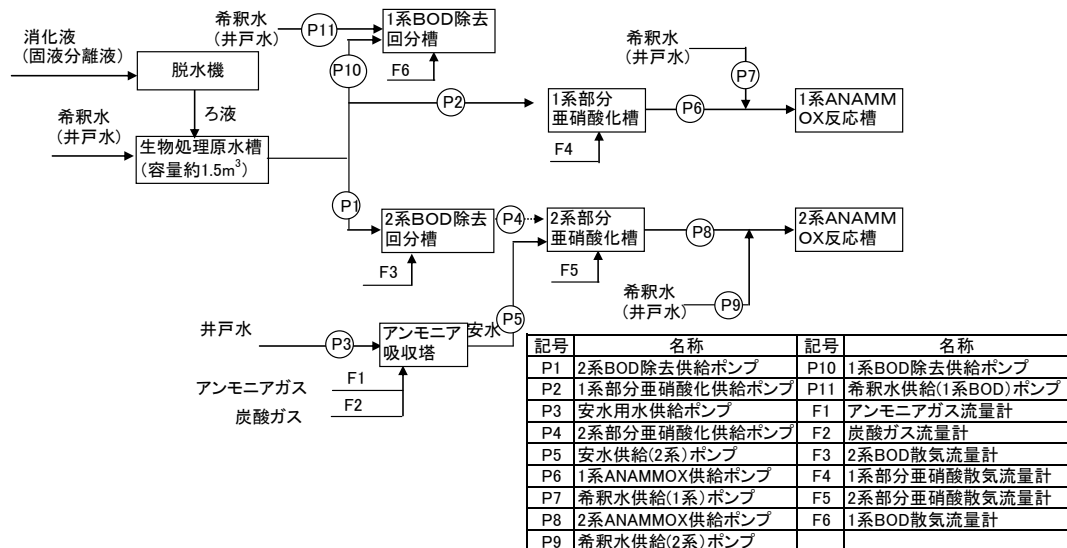 希釈水
(井戸水)
P11
1系BOD除去
回分槽
消化液
(固液分離液)
脱水機
P10
F6
希釈水
(井戸水)
P7
P2
1系部分
亜硝酸化槽
P6
1系ANAMM
OX反応槽
ろ液
希釈水
(井戸水)
生物処理原水槽
(容量約1.5m³)
F4
P1
2系BOD除去
回分槽
P4
2系部分
亜硝酸化槽
P8
2系ANAMM
OX反応槽
F3
F5
希釈水
(井戸水)
P9
井戸水
P3
アンモニア
吸収塔
安水
P5
アンモニアガス
F1
炭酸ガス
F2
記号 名称 記号 名称
P1 2系BOD除去供給ポンプ P10 1系BOD除去供給ポンプ
P2 1系部分亜硝酸化供給ポンプ P11 希釈水供給(1系BOD)ポンプ
P3 安水用水供給ポンプ F1 アンモニアガス流量計
P4 2系部分亜硝酸化供給ポンプ F2 炭酸ガス流量計
P5 安水供給(2系)ポンプ F3 2系BOD散気流量計
P6 1系ANAMMOX供給ポンプ F4 1系部分亜硝酸散気流量計
P7 希釈水供給(1系)ポンプ F5 2系部分亜硝酸散気流量計
P8 2系ANAMMOX供給ポンプ F6 1系BOD散気流量計
P9 希釈水供給(2系)ポンプ